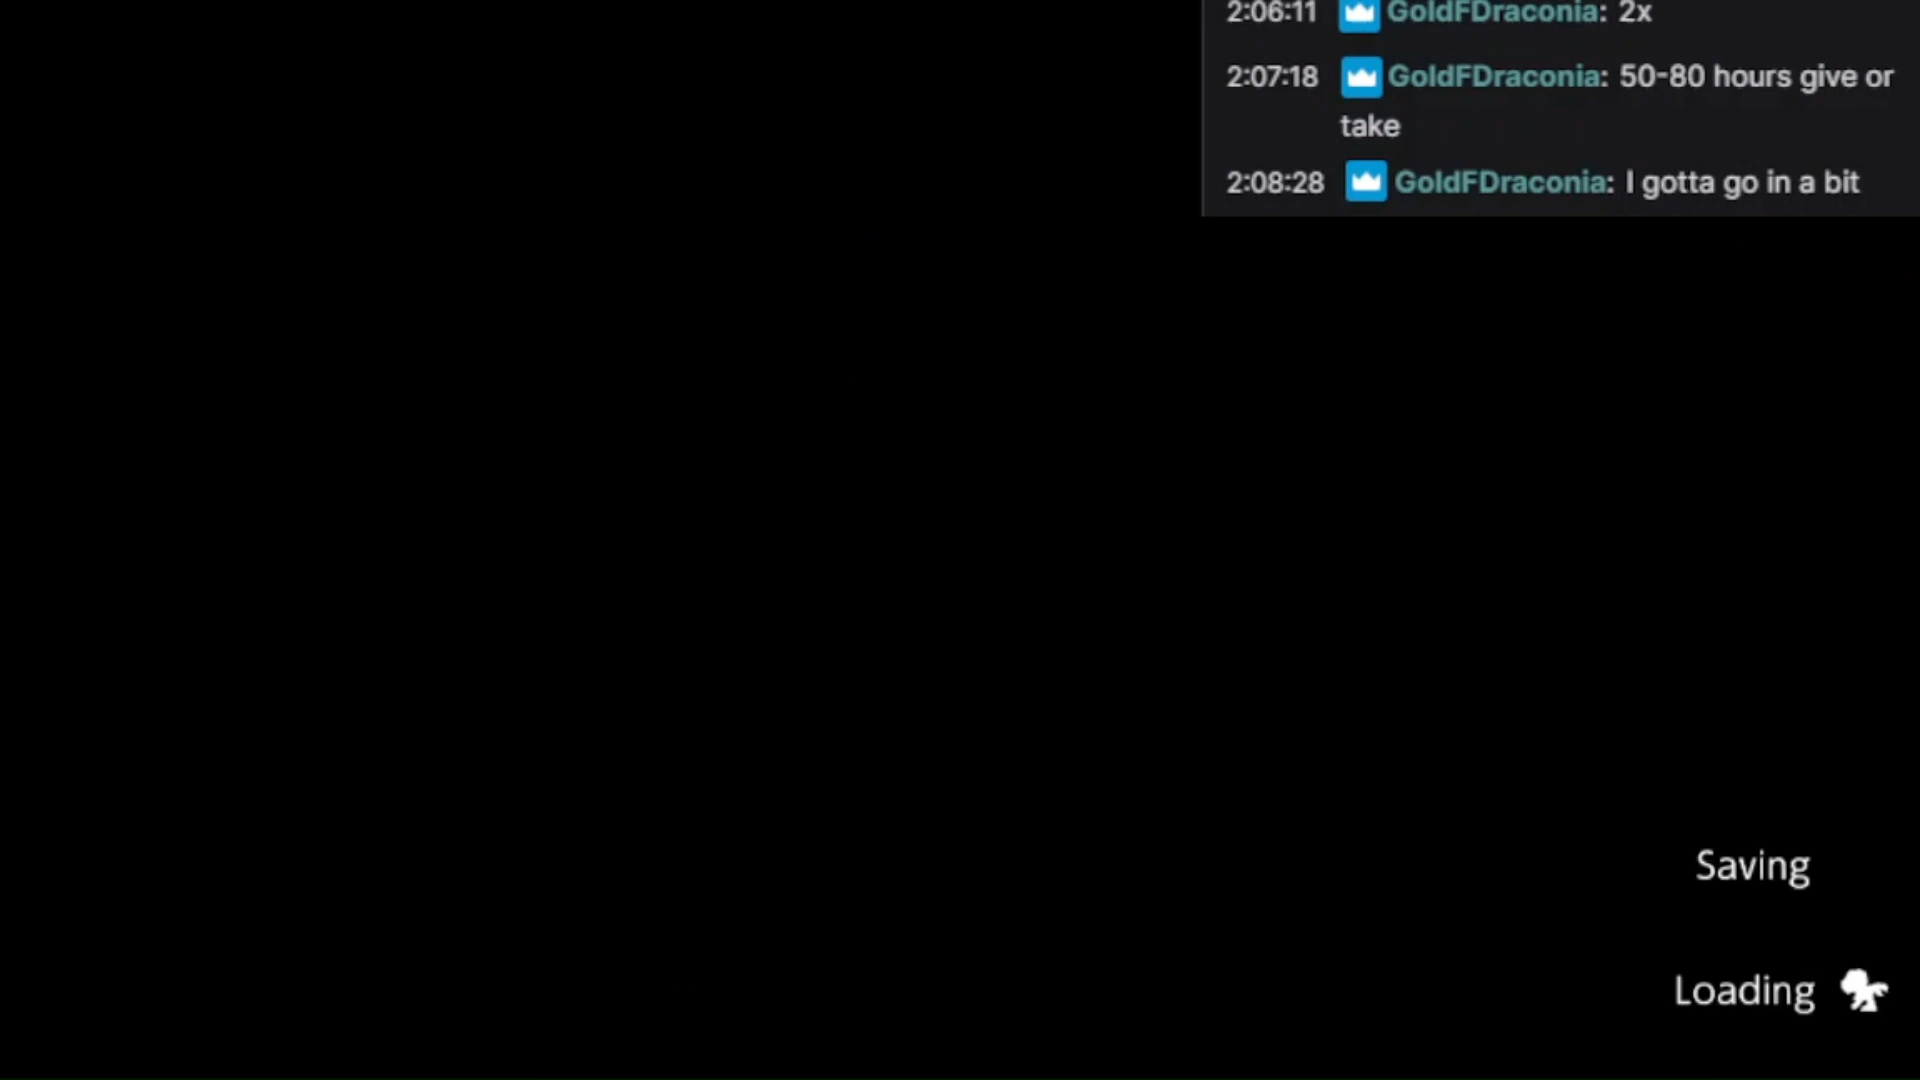 2:06:11 GoldFDraconia: 2x
2:07:18 GoldFDraconia: 50-80 hours give or
take
2:08:28 GoldFDraconia: I gotta go in a bit
Saving
Loading